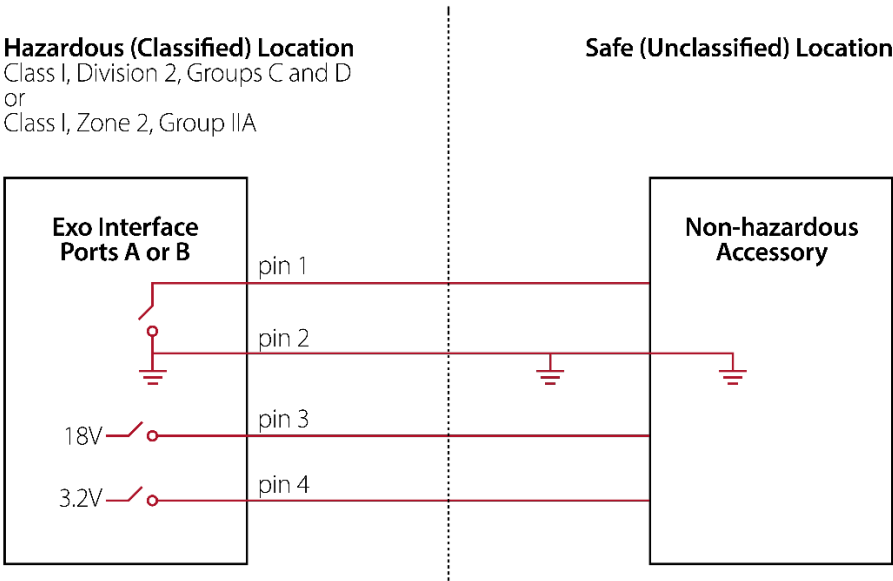 Hazardous (Classified) Location
Class I, Division 2, Groups C and D
or
Class I, Zone 2, Group IIA
Safe (Unclassified) Location
Exo Interface
Ports A or B
pin 1
pin 2
pin 3
18V
pin 4
3.2V
Non-hazardous
Accessory